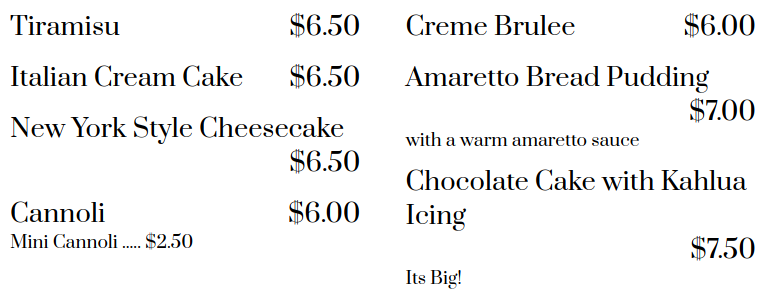 Tiramisu $6.50
Italian Cream Cake $6.50
New York Style Cheesecake
$6.50
Cannoli $6.00
Mini Cannoli ..... $2.50
Creme Brulee $6.00
Amaretto Bread Pudding
$7.00
with a warm amaretto sauce
Chocolate Cake with Kahlua
Icing
$7.50
Its Big!